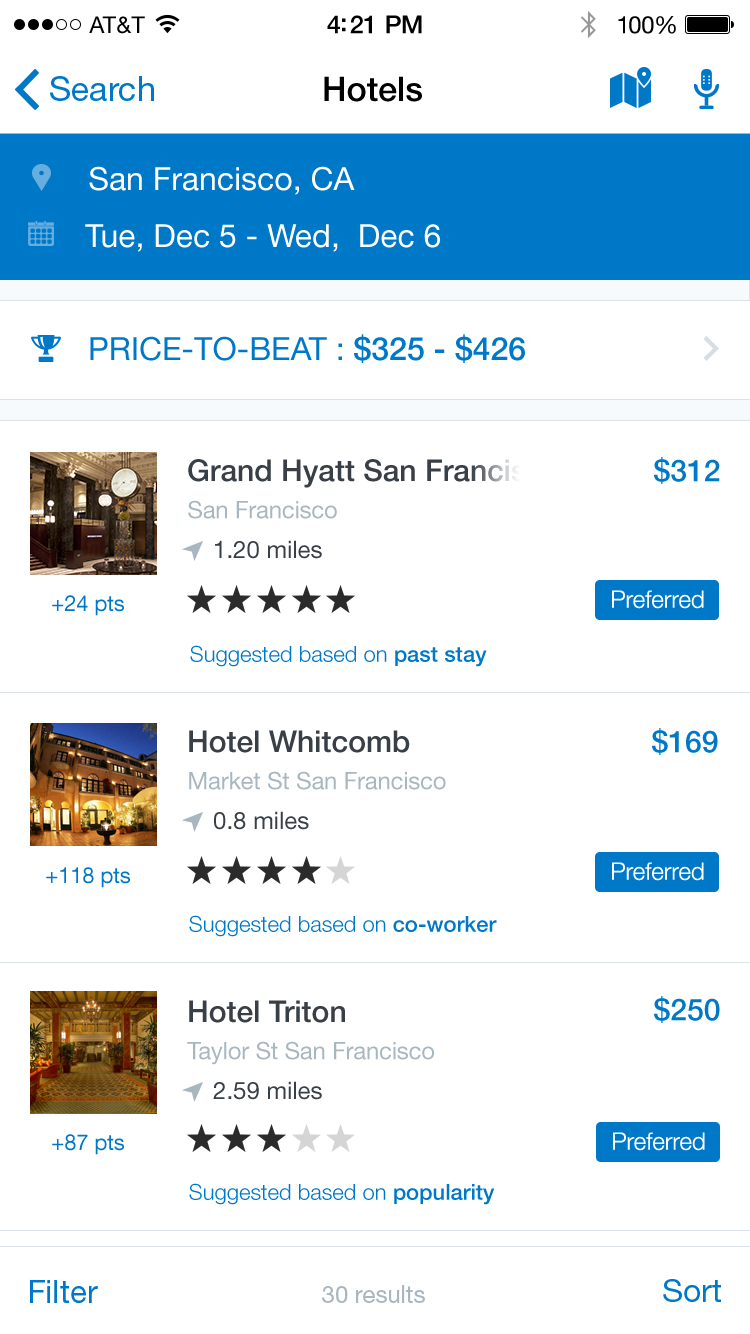 AT&T 4:21 PM 100%
Search Hotels
San Francisco, CA
Tue, Dec 5 - Wed, Dec 6
PRICE-TO-BEAT : $325 - $426
Grand Hyatt San Francis $312
San Francisco
1.20 miles
+24 pts Preferred
Suggested based on past stay
Hotel Whitcomb $169
Market St San Francisco
0.8 miles
+118 pts Preferred
Suggested based on co-worker
Hotel Triton $250
Taylor St San Francisco
2.59 miles
+87 pts Preferred
Suggested based on popularity
Filter 30 results Sort